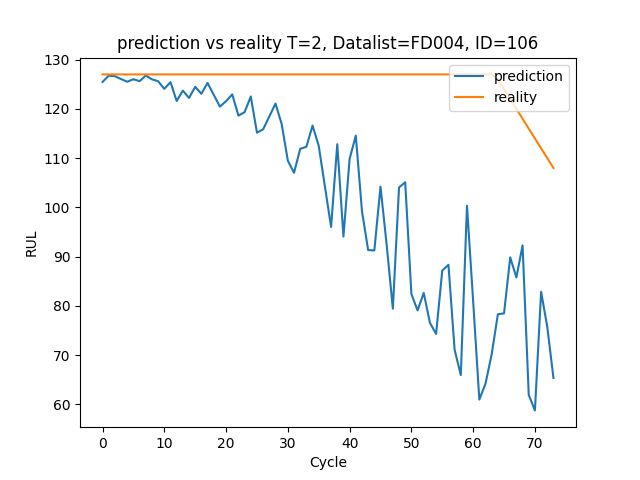 prediction vs reality T=2, Datalist=FD004, ID=106
prediction
reality
130
120
110
100
90
80
70
60
RUL
0 10 20 30 40 50 60 70
Cycle